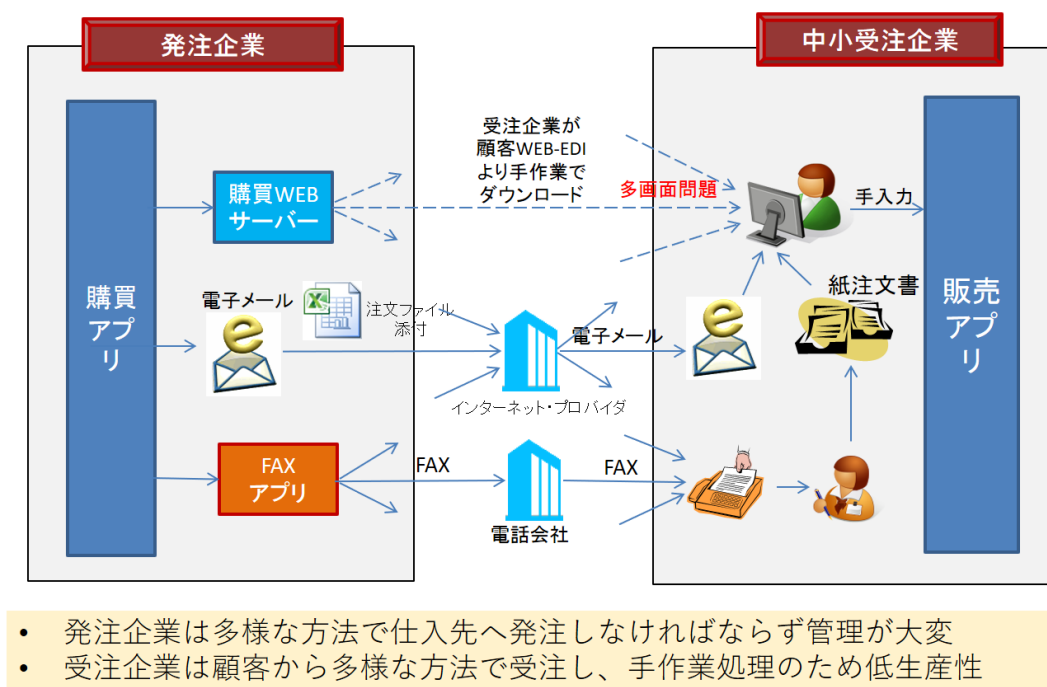 発注企業
中小受注企業
受注企業が
顧客WEB-EDI
より手作業で
ダウンロード
多画面問題
購買WEB
サーバー
手入力
購買
アプ
リ
電子メール
注文ファイル
添付
電子メール
紙注文書
販売
アプ
リ
インターネット・プロバイダ
FAX
アプリ
FAX
FAX
電話会社
• 発注企業は多様な方法で仕入先へ発注しなければならず管理が大変
• 受注企業は顧客から多様な方法で受注し、手作業処理のため低生産性